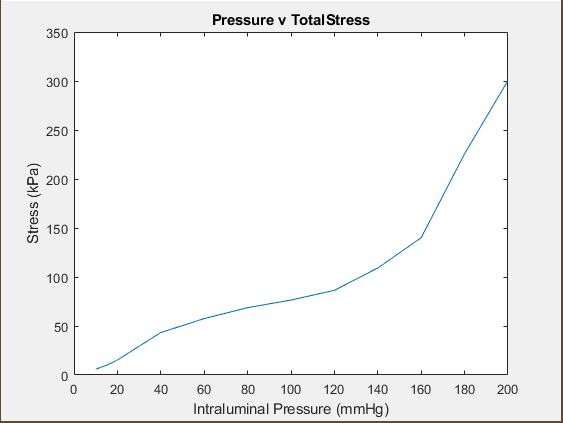 Pressure v TotalStress
350
300
250
200
150
100
50
0
Stress (kPa)
0 20 40 60 80 100 120 140 160 180 200
Intraluminal Pressure (mmHg)